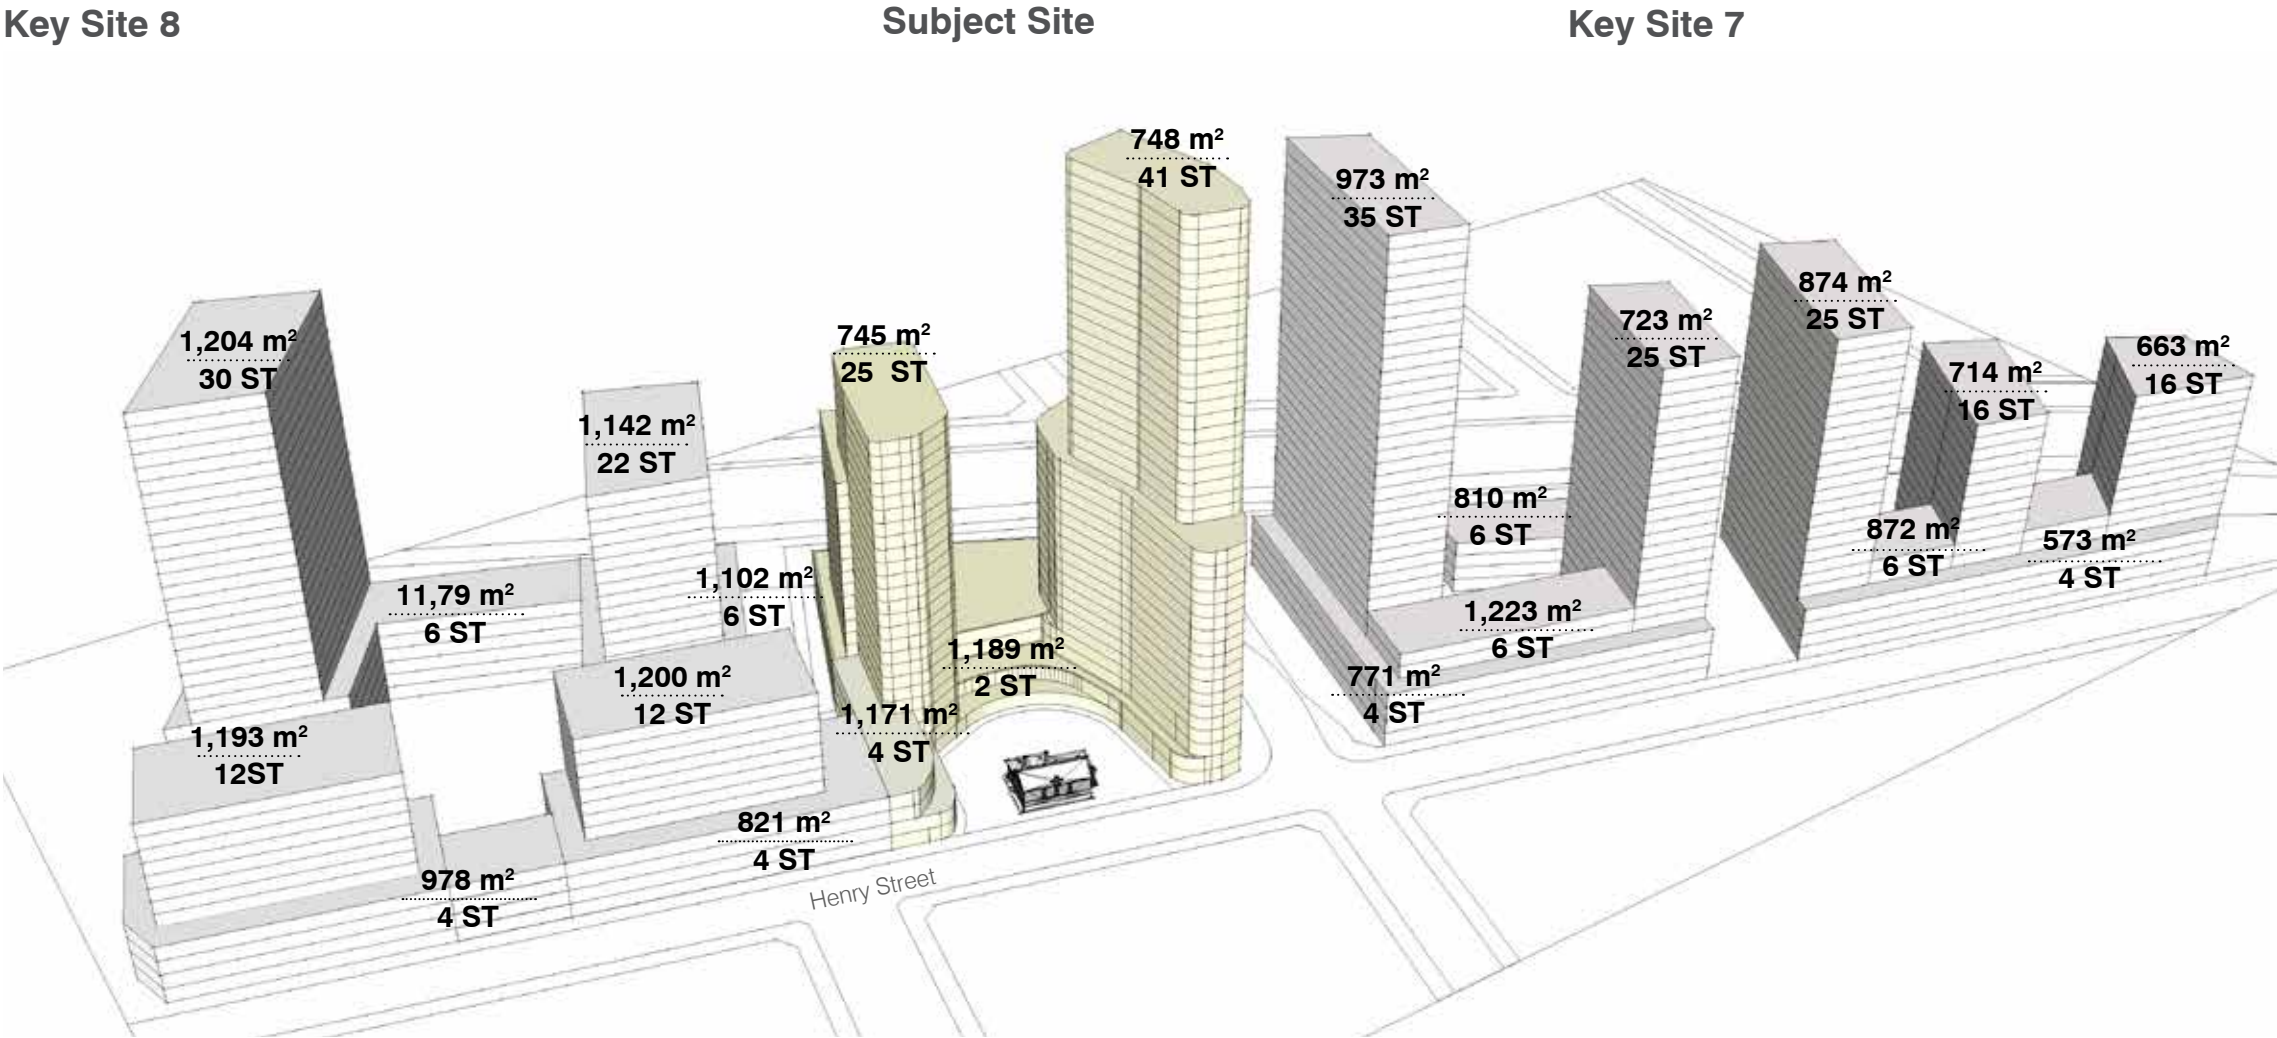 Key Site 8
Subject Site
Key Site 7
748 m²
41 ST
973 m²
35 ST
874 m²
25 ST
723 m²
25 ST
714 m²
16 ST
663 m²
16 ST
1,204 m²
30 ST
745 m²
25 ST
1,142 m²
22 ST
810 m²
6 ST
872 m²
6 ST
573 m²
4 ST
11,79 m²
6 ST
1,102 m²
6 ST
1,223 m²
6 ST
1,189 m²
2 ST
1,200 m²
12 ST
771 m²
4 ST
1,171 m²
4 ST
1,193 m²
12ST
821 m²
4 ST
978 m²
4 ST
Henry Street